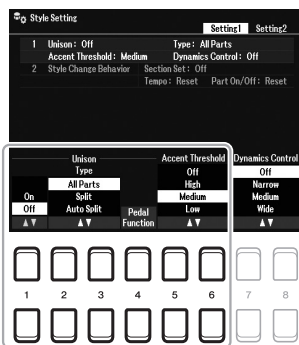 Style Setting
Setting1 Setting2
1 Unison: Off Type: All Parts
Accent Threshold: Medium Dynamics Control: Off
2 Style Change Behavior Section Set: Off
Tempo: Reset Part On/Off: Reset
Unison Accent Threshold Dynamics Control
Type Off Off
All Parts High Narrow
On Split Medium Medium
Off Auto Split Pedal Low Wide
▲▼ ▲▼ Function ▲▼ ▲▼
1 2 3 4 5 6 7 8